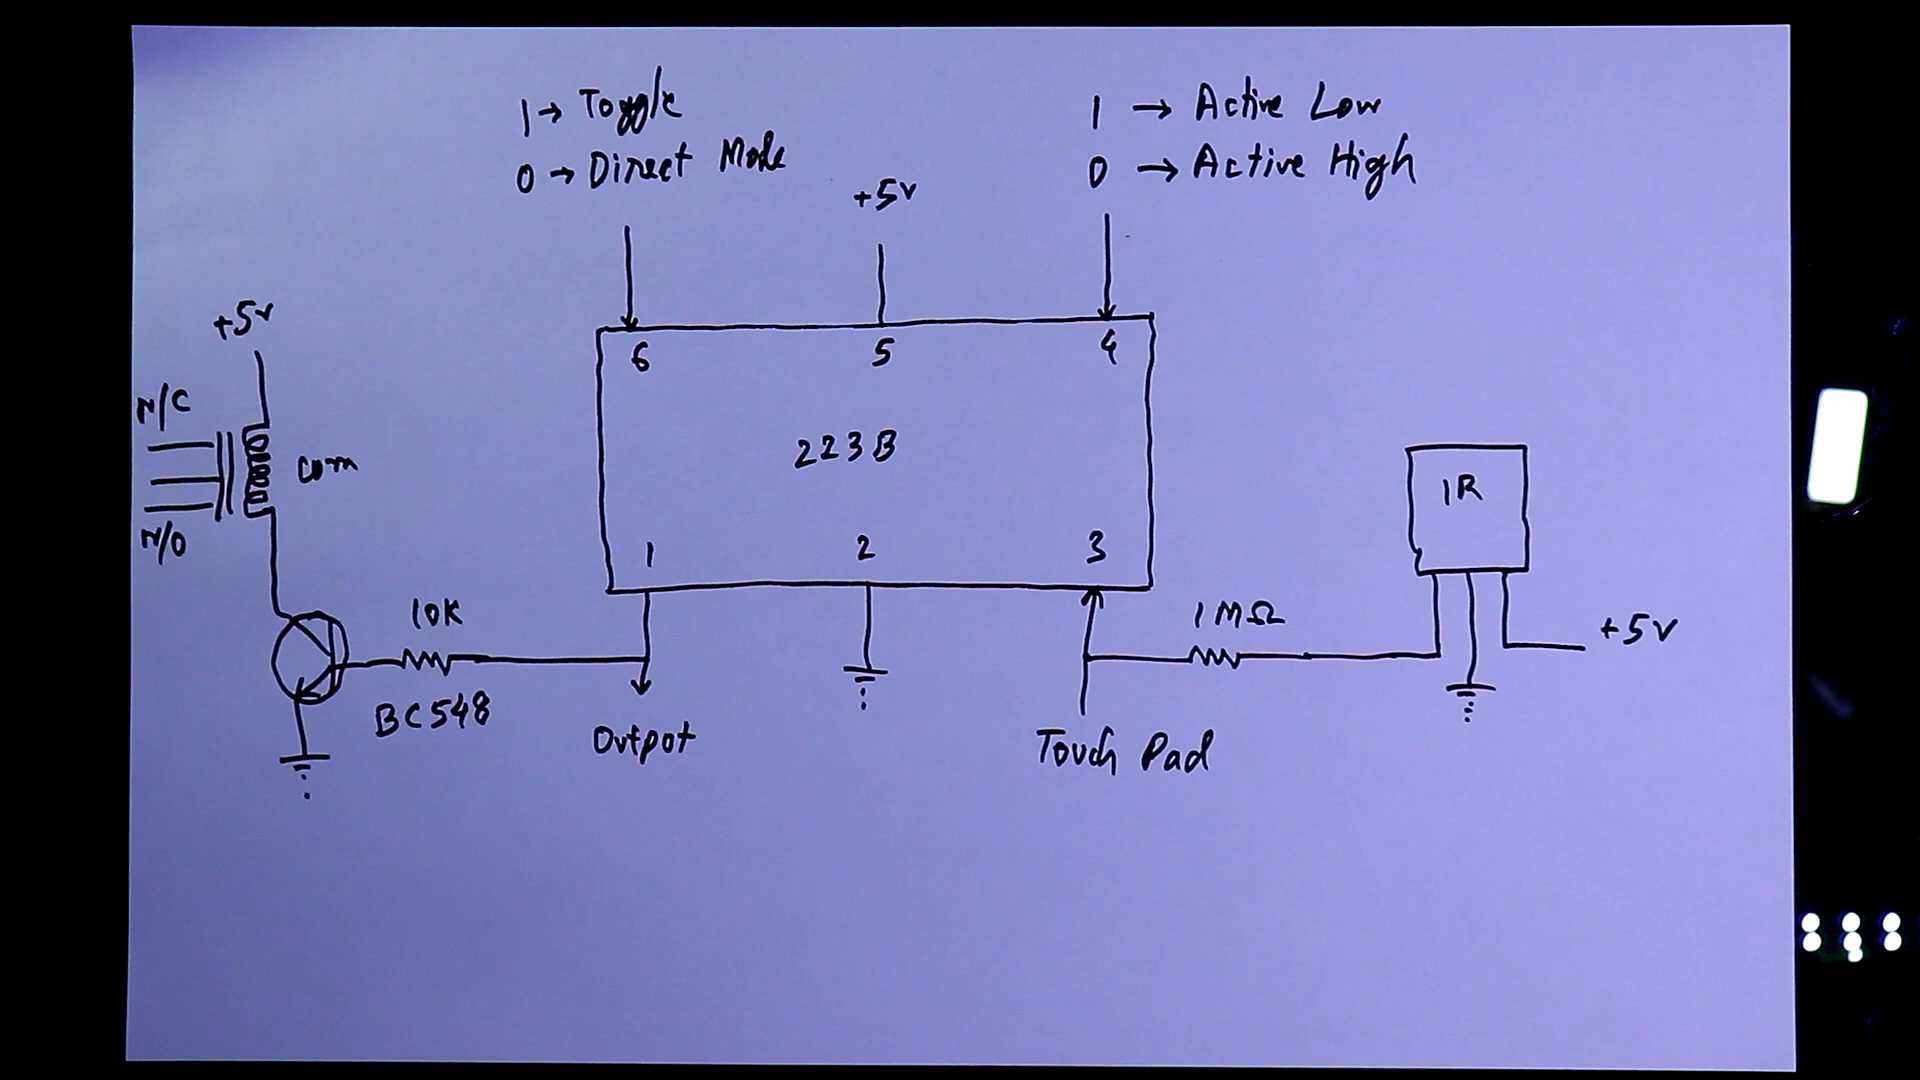 1 → Toggle
0 → Direct Mode
1 → Active Low
0 → Active High
+5v
+5v
N/C
com
N/O
6 5 4
223B
1 2 3
IR
10K
BC548
1MΩ
+5v
Output
Touch Pad